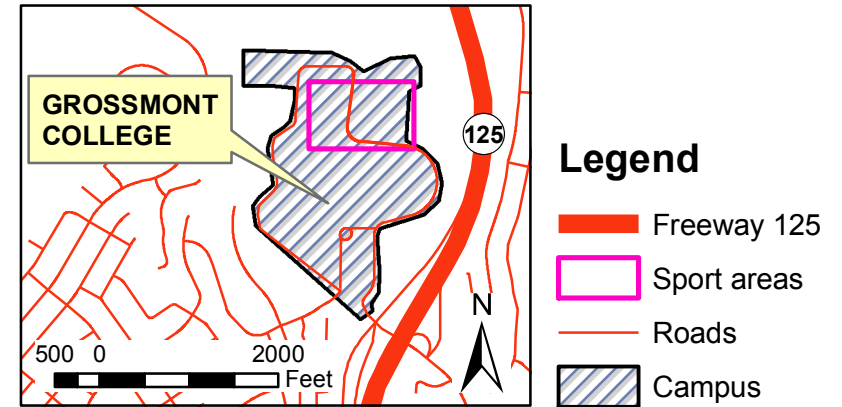 GROSSMONT
COLLEGE
125
Legend
Freeway 125
Sport areas
N
Roads
500 0 2000
Feet
Campus